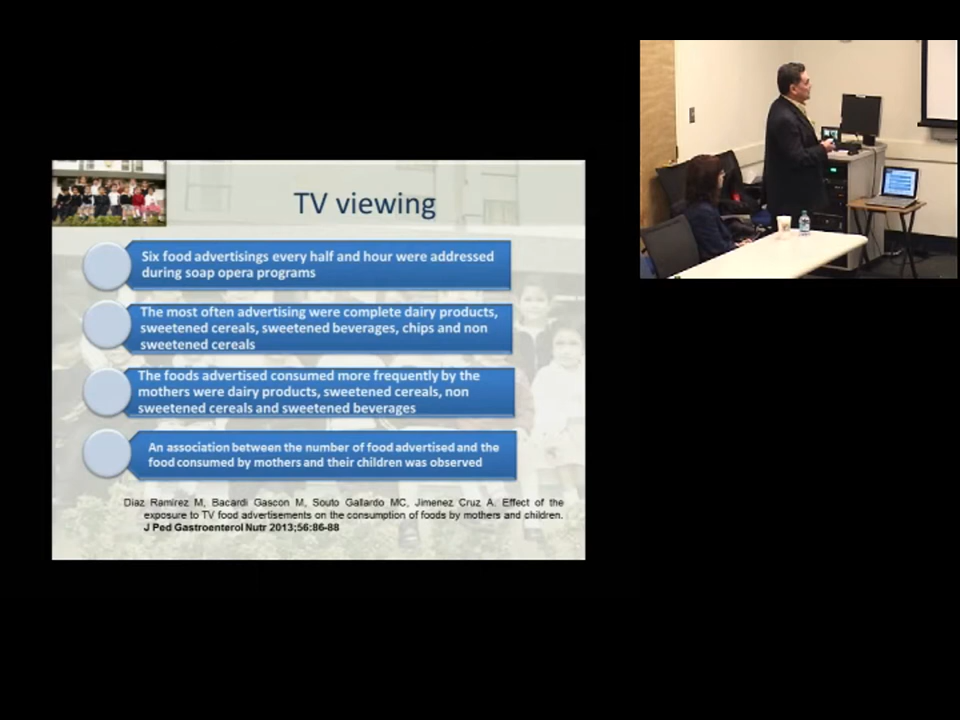 TV viewing
Six food advertisings every half and hour were addressed
during soap opera programs
The most often advertising were complete dairy products,
sweetened cereals, sweetened beverages, chips and non
sweetened cereals
The foods advertised consumed more frequently by the
mothers were dairy products, sweetened cereals, non
sweetened cereals and sweetened beverages
An association between the number of food advertised and the
food consumed by mothers and their children was observed
Diaz Ramirez M, Bacardi Gascon M, Souto Gallardo MC, Jimenez Cruz A. Effect of the
exposure to TV food advertisements on the consumption of foods by mothers and children.
J Ped Gastroenterol Nutr 2013;56:86-88